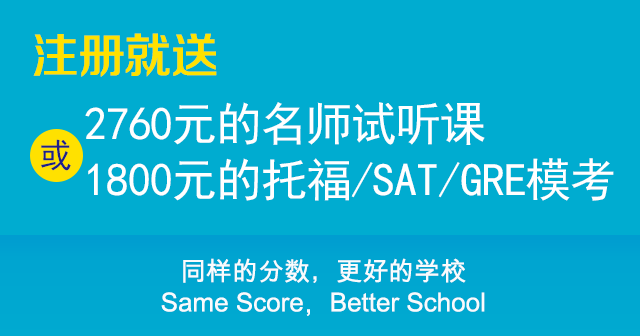 注册就送
2760元的名师试听课
或
1800元的托福/SAT/GRE模考
同样的分数，更好的学校
Same Score，Better School